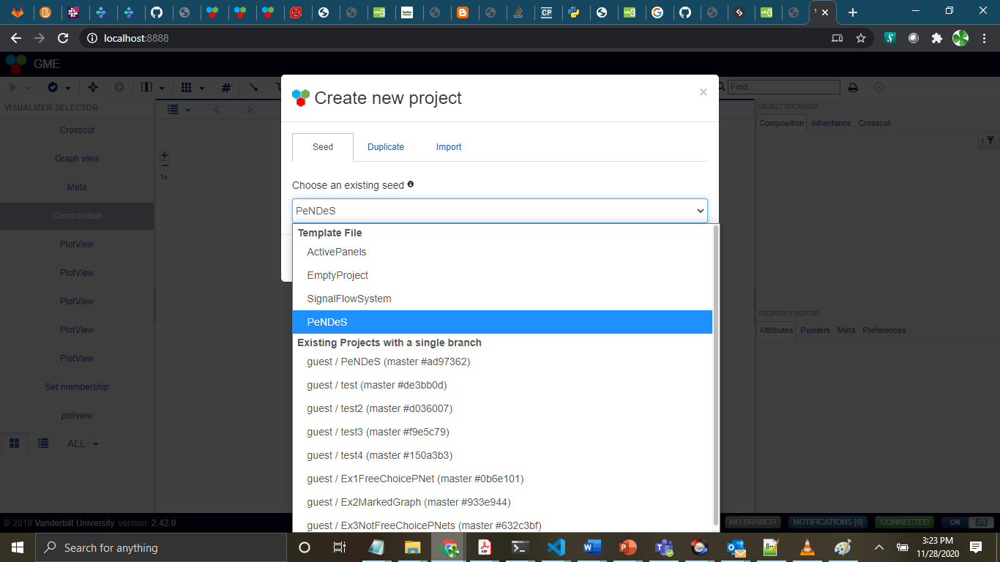 localhost:8888
GME
Find...
VISUALIZER SELECTOR
Crosscut
Graph view
Meta
Composition
PlotView
PlotView
PlotView
PlotView
PlotView
Set membership
plotview
ALL
1x
Create new project
×
Seed
Duplicate
Import
Choose an existing seed
PeNDeS
Template File
ActivePanels
EmptyProject
SignalFlowSystem
PeNDeS
Existing Projects with a single branch
guest / PeNDeS (master #ad97362)
guest / test (master #de3bb0d)
guest / test2 (master #d036007)
guest / test3 (master #f9e5c79)
guest / test4 (master #150a3b3)
guest / Ex1FreeChoicePNet (master #0b6e101)
guest / Ex2MarkedGraph (master #933e944)
guest / Ex3NotFreeChoicePNets (master #632c3bf)
OBJECT BROWSER
Composition Inheritance Crosscut
PROPERTY EDITOR
Attributes Pointers Meta Preferences
© 2018 Vanderbilt University version: 2.42.0
NO BRANCH NOTIFICATIONS [0] CONNECTED ON
Search for anything
3:23 PM
11/28/2020